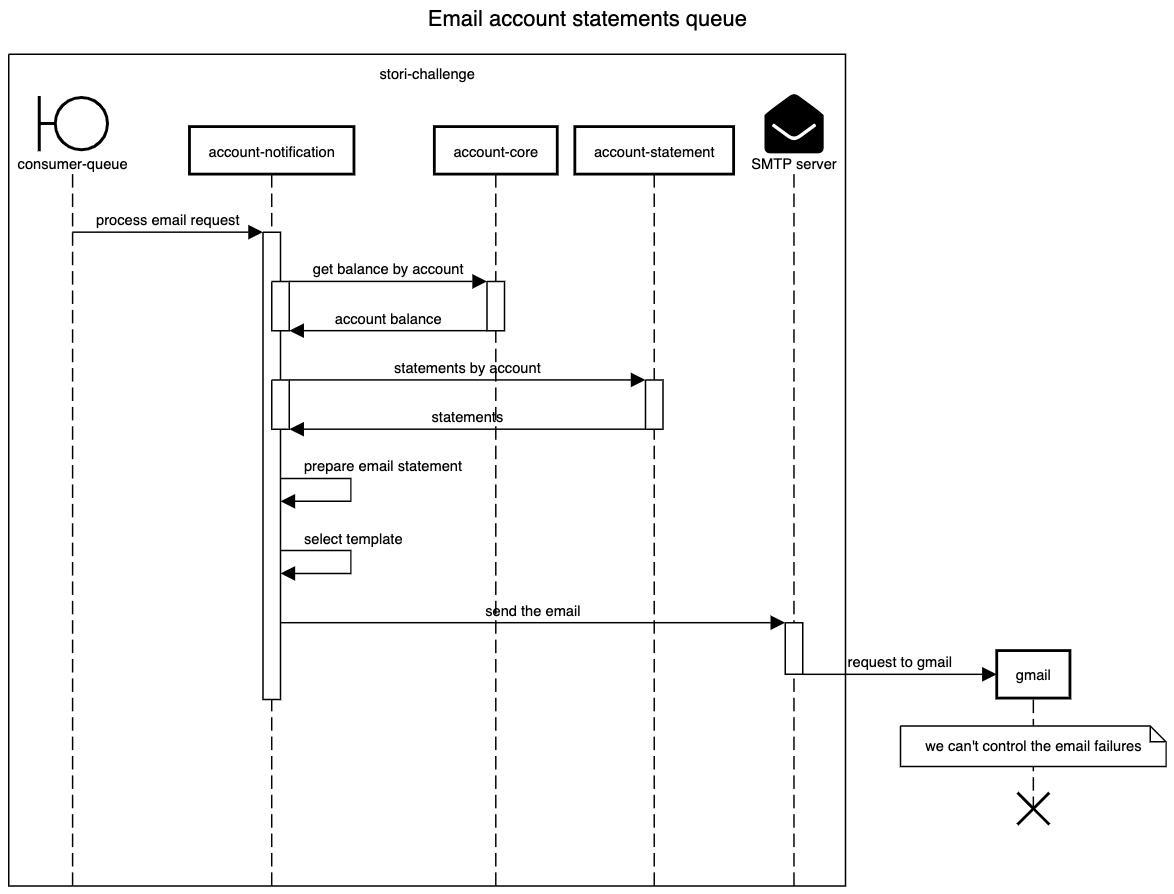 Email account statements queue
stori-challenge
consumer-queue
account-notification
account-core
account-statement
SMTP server
process email request
get balance by account
account balance
statements by account
statements
prepare email statement
select template
send the email
request to gmail
gmail
we can't control the email failures